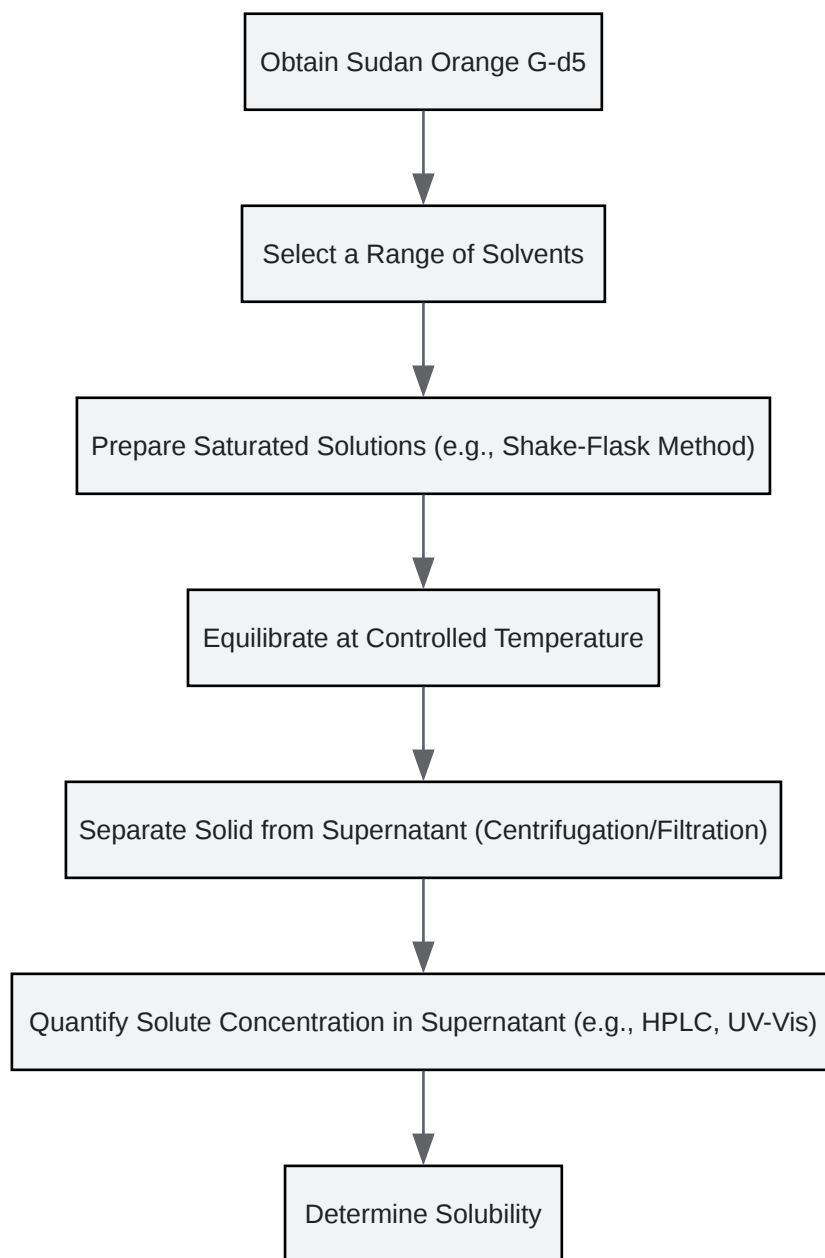 Obtain Sudan Orange G-d5
Select a Range of Solvents
Prepare Saturated Solutions (e.g., Shake-Flask Method)
Equilibrate at Controlled Temperature
Separate Solid from Supernatant (Centrifugation/Filtration)
Quantify Solute Concentration in Supernatant (e.g., HPLC, UV-Vis)
Determine Solubility